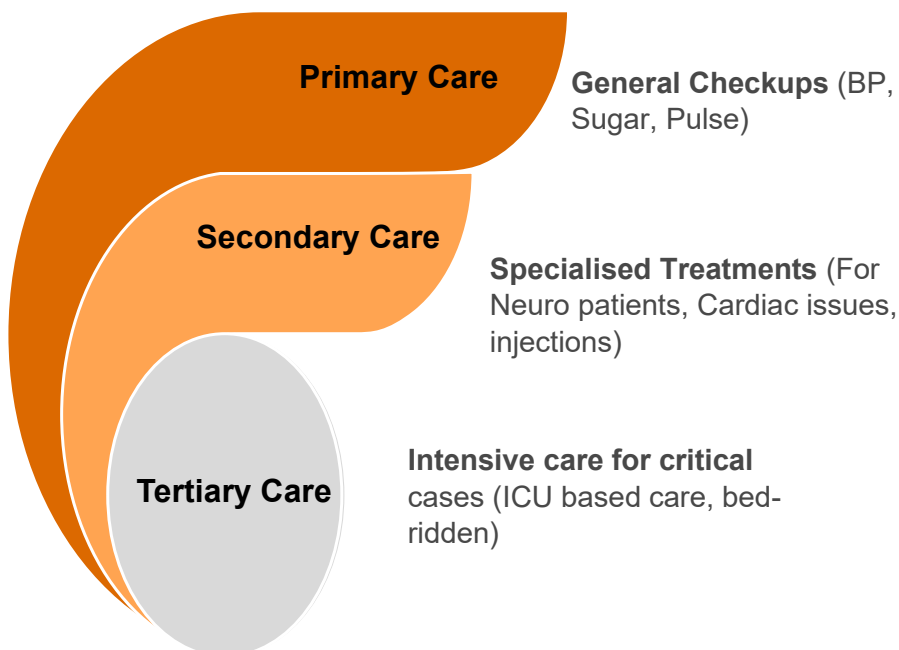 Primary Care
General Checkups (BP,
Sugar, Pulse)
Secondary Care
Specialised Treatments (For
Neuro patients, Cardiac issues,
injections)
Tertiary Care
Intensive care for critical
cases (ICU based care, bed-
ridden)